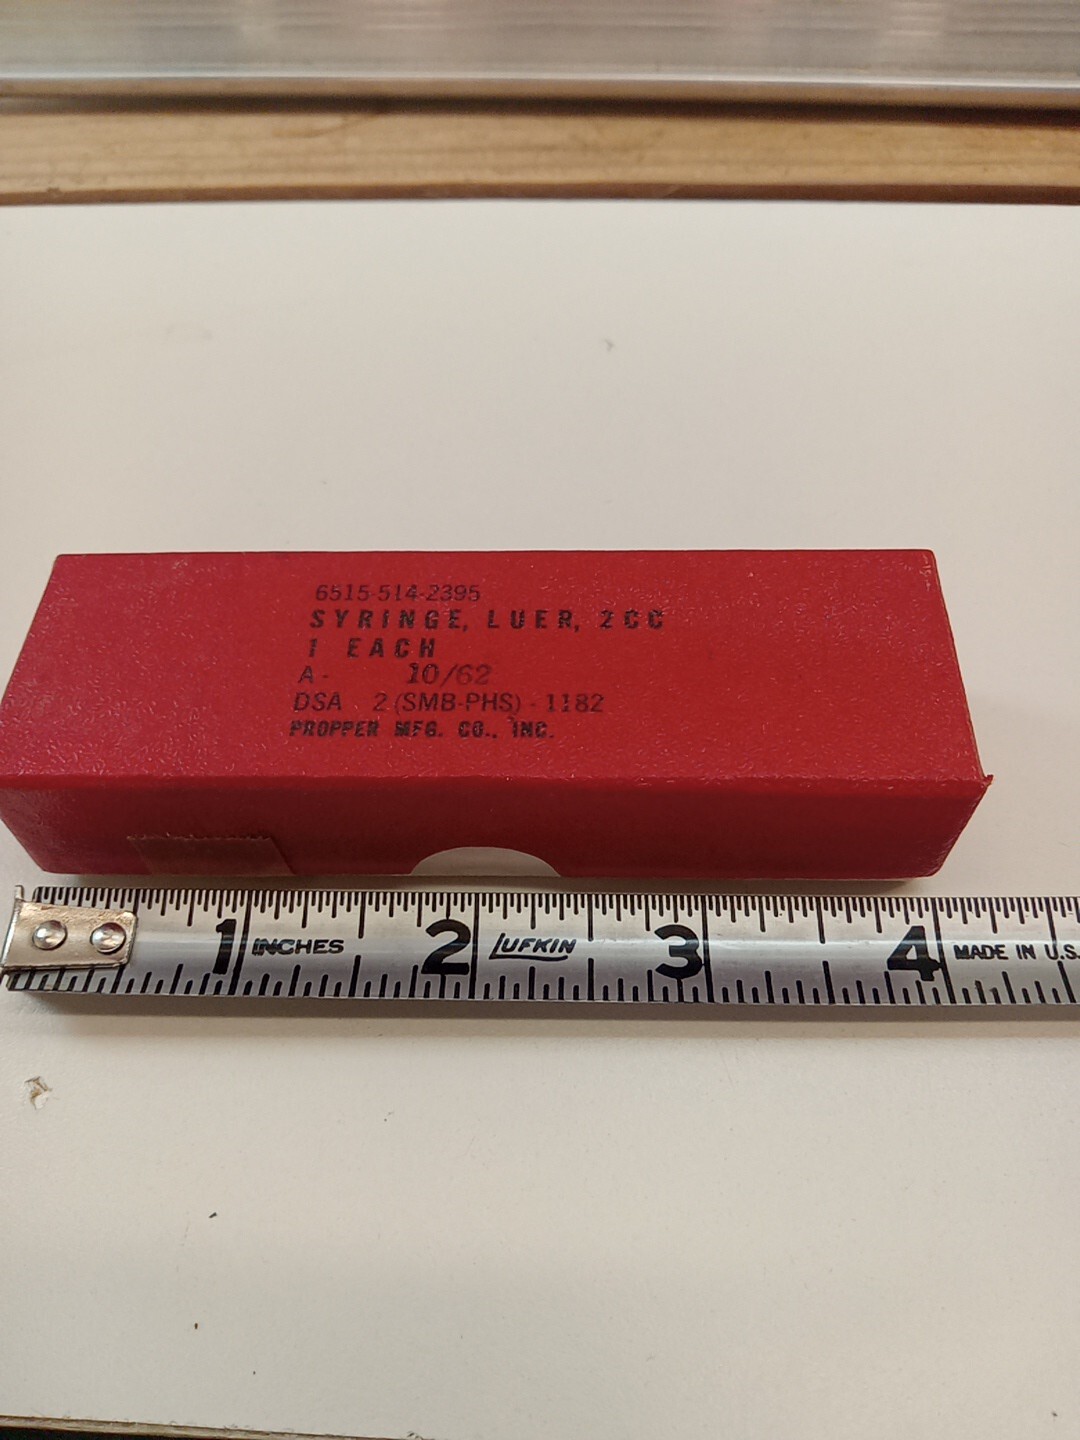 6515-514-2395
SYRINGE, LUER, 2CC
1 EACH
A- 10/62
DSA 2 (SMB-PHS) - 1182
PROPPER MFG. CO., INC.
1 INCHES 2 LUFKIN 3 4 MADE IN U.S.